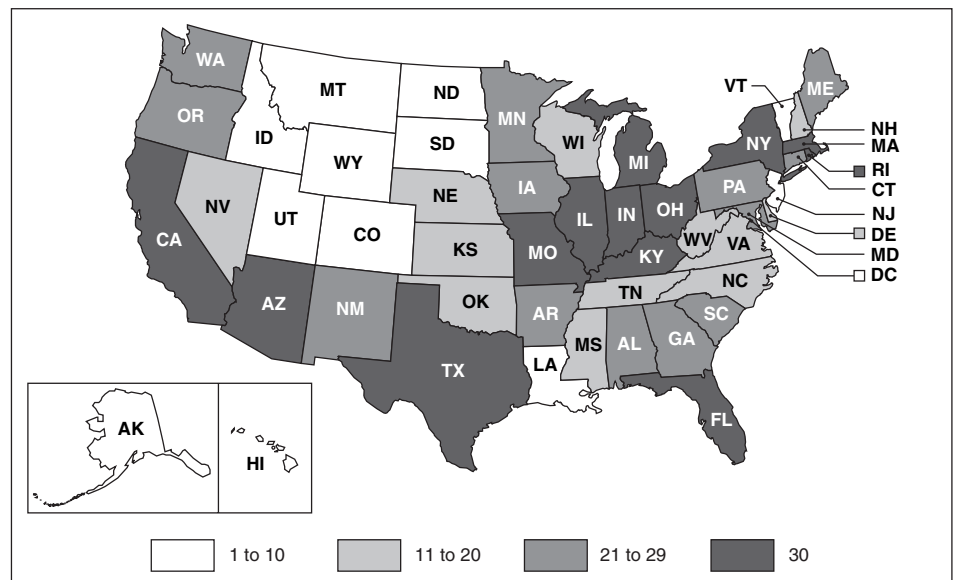 WA
MT
ND
MN
VT
ME
OR
ID
SD
WI
NY
NH
MA
WY
MI
RI
IA
PA
CT
NE
NV
UT
CO
IL
IN
OH
NJ
DE
CA
KS
MO
KY
WV
VA
MD
DC
AZ
NM
OK
TN
NC
AR
SC
TX
LA
MS
AL
GA
FL
AK
HI
1 to 10
11 to 20
21 to 29
30